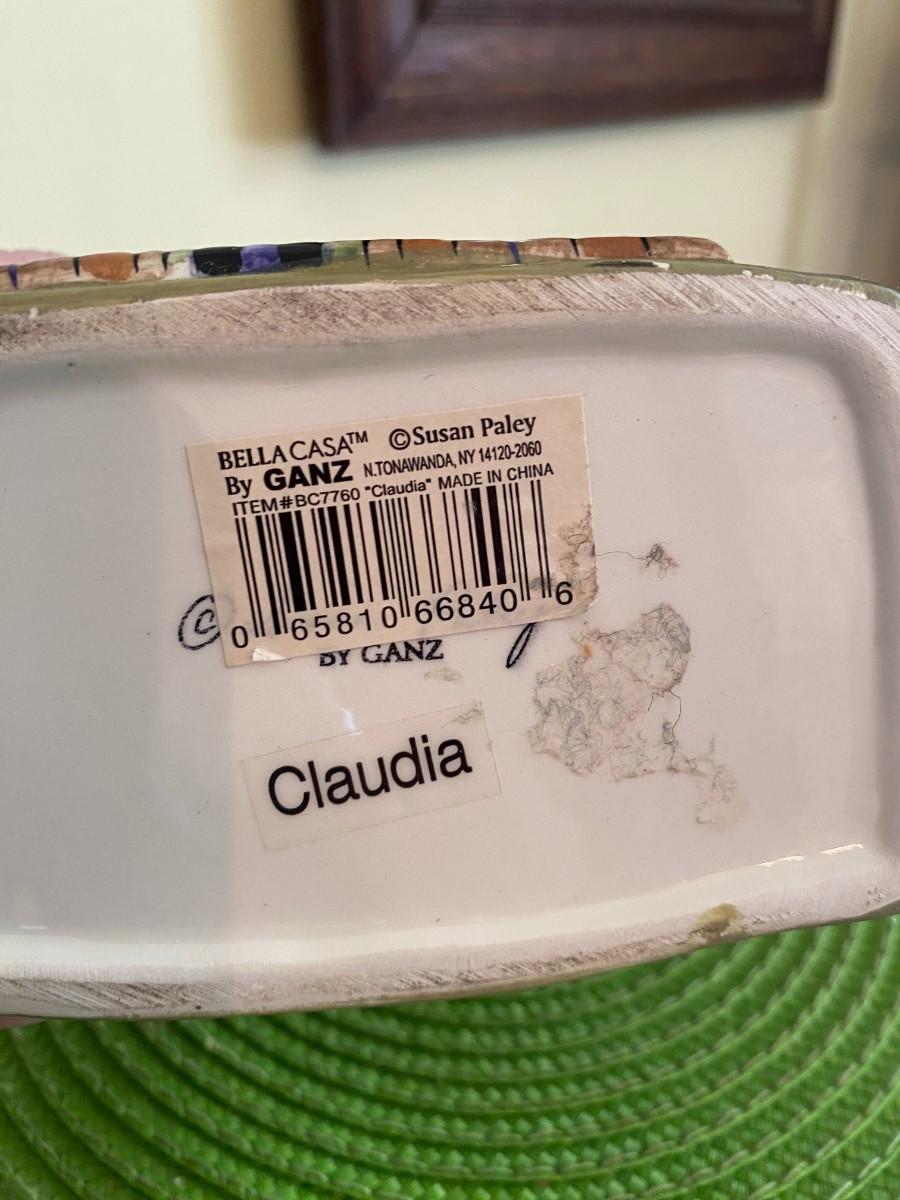 BELLA CASA™ ©Susan Paley
By GANZ N.TONAWANDA, NY 14120-2060
ITEM#BC7760 "Claudia" MADE IN CHINA
0 65810 66840 6
©
BY GANZ
Claudia